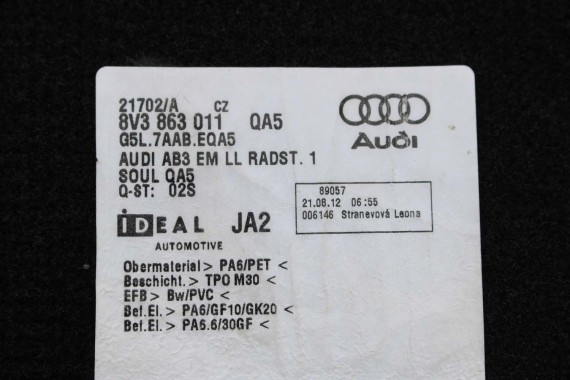 21702/A CZ
8V3 863 011 QA5
Q5L.7AAB.EQA5
AUDI AB3 EM LL RADST. 1
SOUL QA5
Q-ST: 02S
Audi
89057
21.08.12 06:55
006146 Stranevová Leona
iDEAL JA2
AUTOMOTIVE
Obermaterial> PA6/PET <
Beschicht.> TPO M30 <
EFB> Bw/PVC <
Bef.El.> PA6/GF10/GK20 <
Bef.El.> PA6.6/30GF <